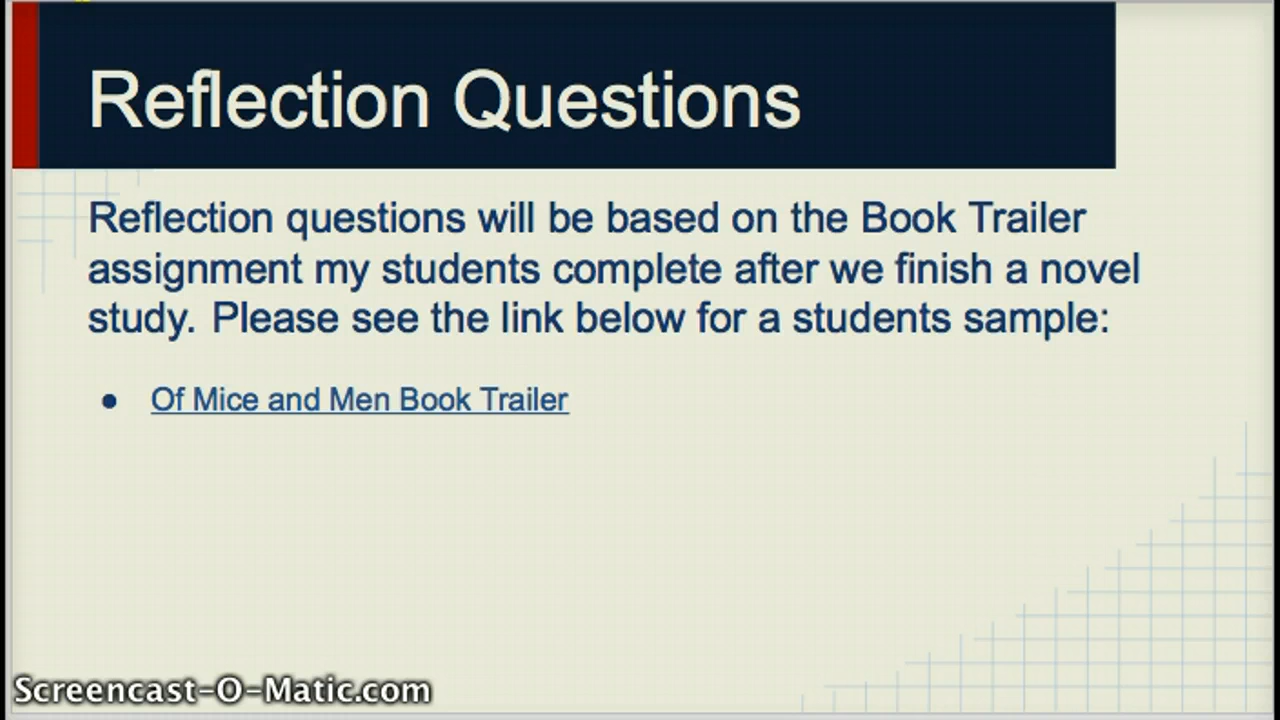 Reflection Questions
Reflection questions will be based on the Book Trailer
assignment my students complete after we finish a novel
study. Please see the link below for a students sample:
● Of Mice and Men Book Trailer
Screencast-O-Matic.com